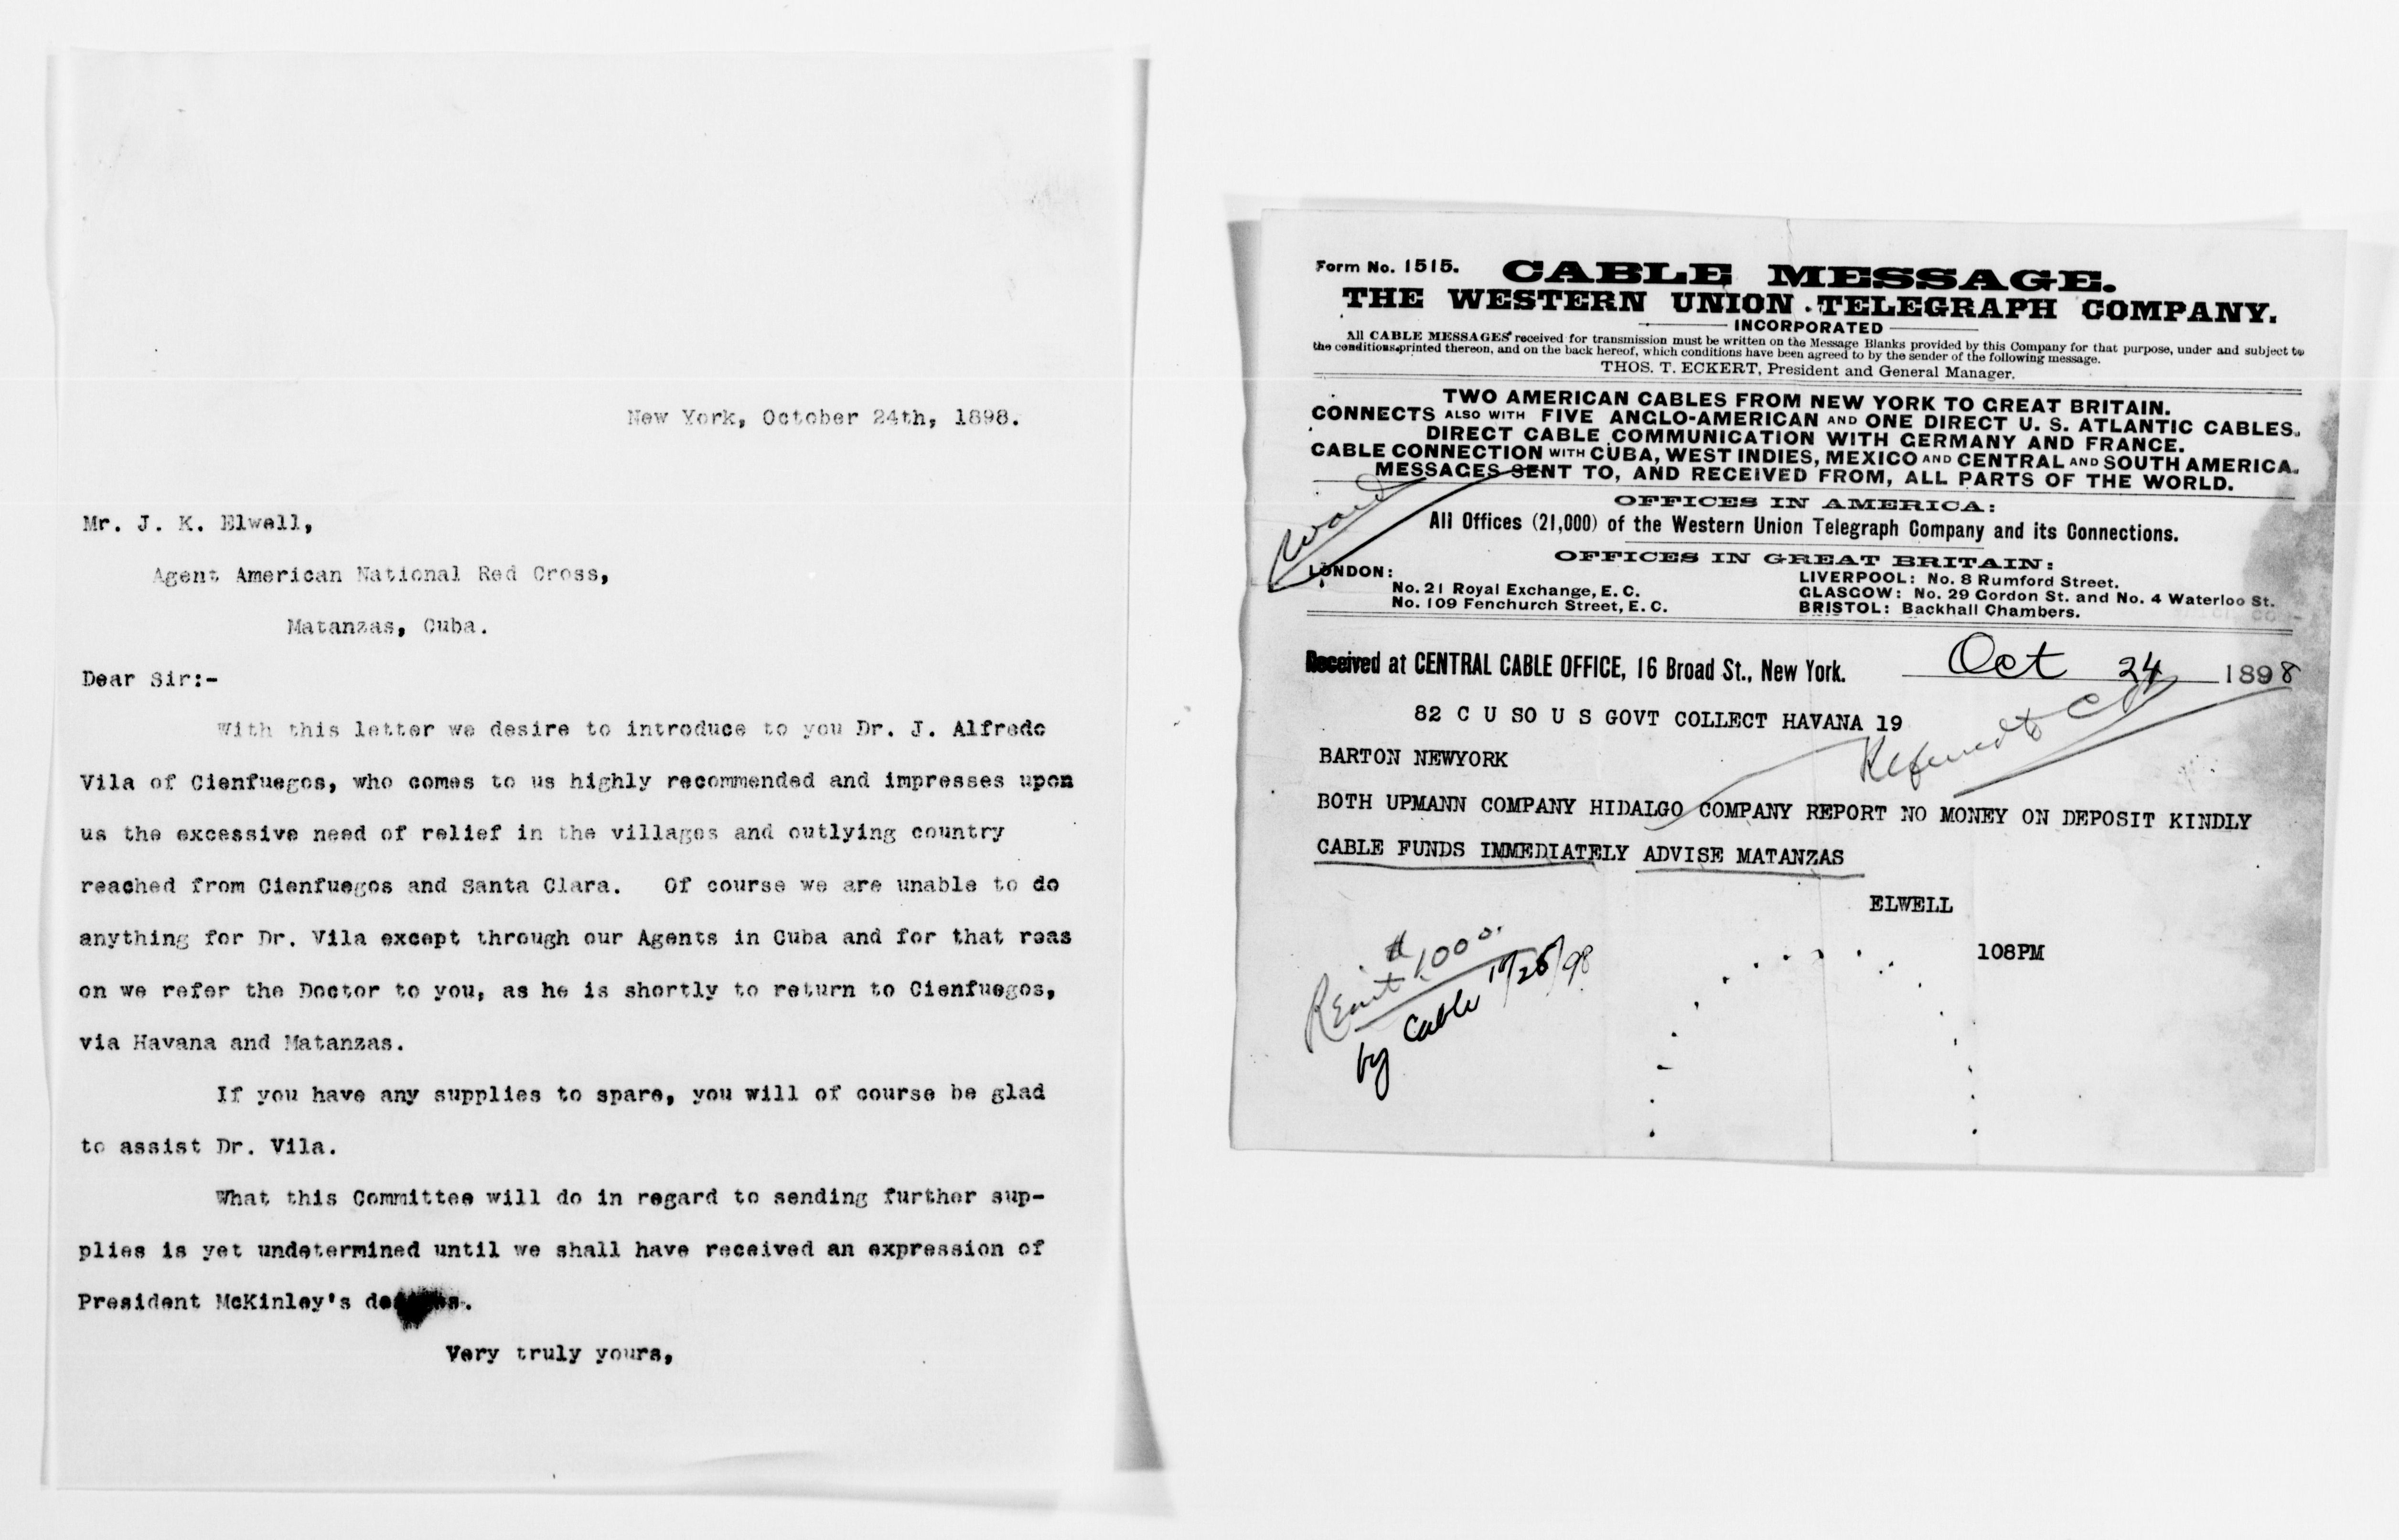 New York, October 24th, 1898.
Mr. J. K. Elwell,
Agent American National Red Cross,
Matanzas, Cuba.
Dear Sir:-
With this letter we desire to introduce to you Dr. J. Alfredo
Vila of Cienfuegos, who comes to us highly recommended and impresses upon
us the excessive need of relief in the villages and outlying country
reached from Cienfuegos and Santa Clara. Of course we are unable to do
anything for Dr. Vila except through our Agents in Cuba and for that reas
on we refer the Doctor to you, as he is shortly to return to Cienfuegos,
via Havana and Matanzas.
If you have any supplies to spare, you will of course be glad
to assist Dr. Vila.
What this Committee will do in regard to sending further sup-
plies is yet undetermined until we shall have received an expression of
President McKinley's
Very truly yours,
Form No. 1515.
CABLE MESSAGE.
THE WESTERN UNION TELEGRAPH COMPANY.
INCORPORATED
All CABLE MESSAGES received for transmission must be written on the Message Blanks provided by this Company for that purpose, under and subject to
the conditions printed thereon, and on the back hereof, which conditions have been agreed to by the sender of the following message.
THOS. T. ECKERT, President and General Manager.
TWO AMERICAN CABLES FROM NEW YORK TO GREAT BRITAIN.
CONNECTS ALSO WITH FIVE ANGLO-AMERICAN AND ONE DIRECT U. S. ATLANTIC CABLES.
DIRECT CABLE COMMUNICATION WITH GERMANY AND FRANCE.
CABLE CONNECTION WITH CUBA, WEST INDIES, MEXICO AND CENTRAL AND SOUTH AMERICA.
MESSAGES SENT TO, AND RECEIVED FROM, ALL PARTS OF THE WORLD.
OFFICES IN AMERICA:
All Offices (21,000) of the Western Union Telegraph Company and its Connections.
OFFICES IN GREAT BRITAIN:
LONDON:
No. 21 Royal Exchange, E. C.
No. 109 Fenchurch Street, E. C.
LIVERPOOL: No. 8 Rumford Street.
GLASGOW: No. 29 Gordon St. and No. 4 Waterloo St.
BRISTOL: Backhall Chambers.
Received at CENTRAL CABLE OFFICE, 16 Broad St., New York. Oct 24 1898
82 C U SO U S GOVT COLLECT HAVANA 19
Referred to
BARTON NEWYORK
BOTH UPMANN COMPANY HIDALGO COMPANY REPORT NO MONEY ON DEPOSIT KINDLY
CABLE FUNDS IMMEDIATELY ADVISE MATANZAS
ELWELL
108PM
Remit $1,000.
by Cable 10/26/98